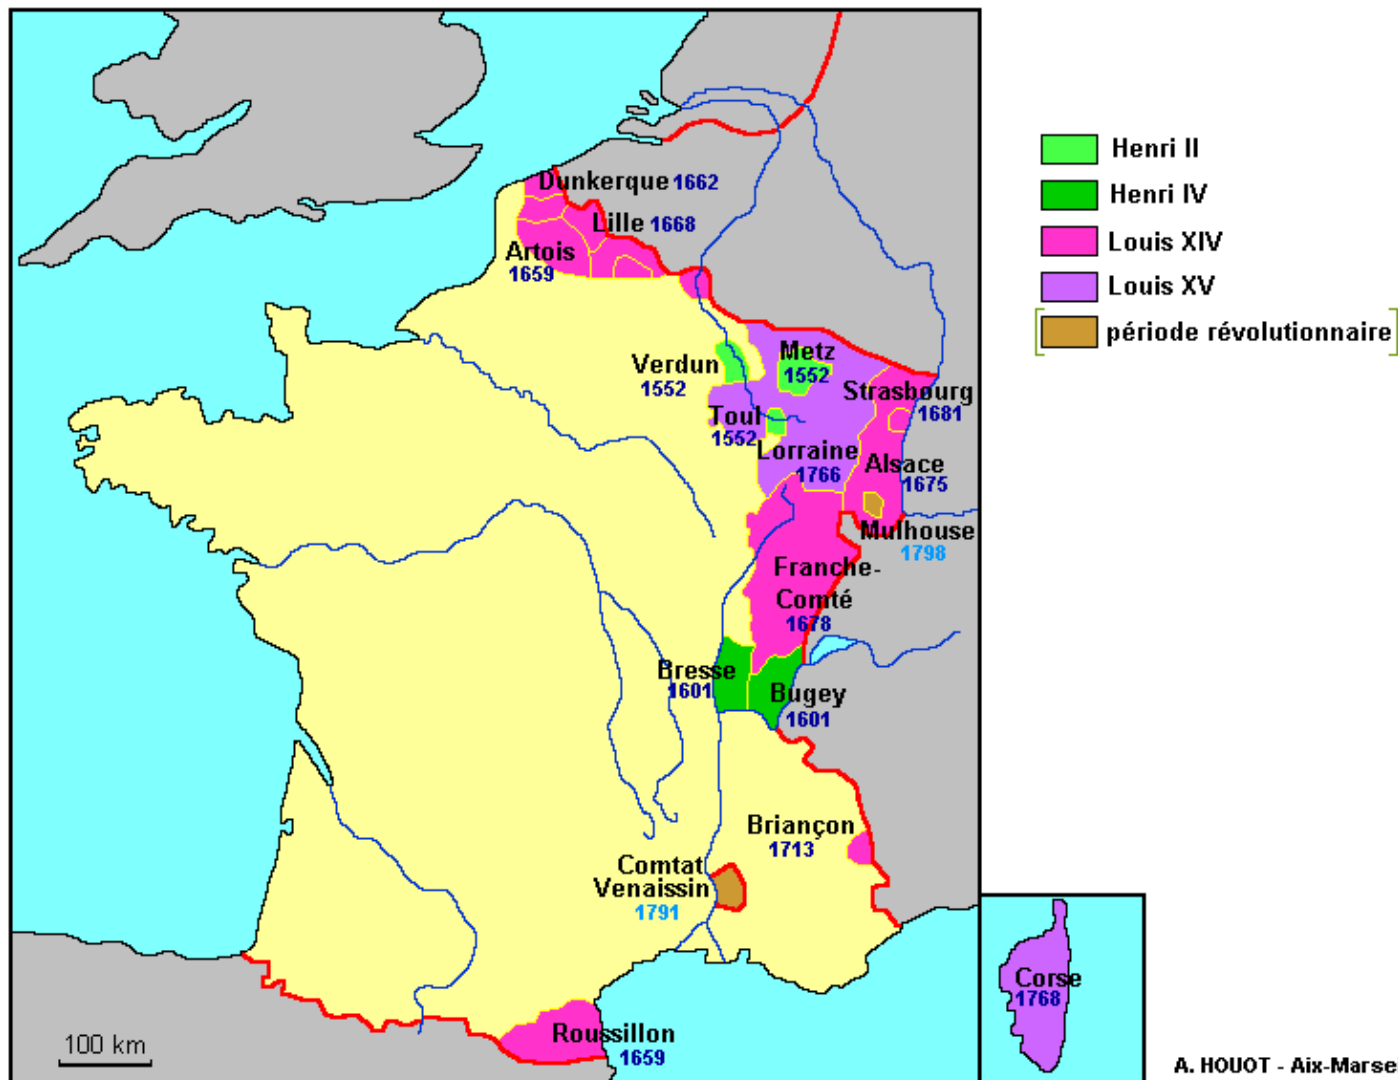 Dunkerque 1662
Lille 1668
Artois
1659
Verdun
1552
Metz
1552
Strasbourg
1681
Toul
1552
Lorraine
1766
Alsace
1675
Mulhouse
1798
Franche-
Comté
1678
Bresse
1601
Bugey
1601
Briançon
1713
Comtat
Venaissin
1791
Roussillon
1659
100 km
Corse
1768
Henri II
Henri IV
Louis XIV
Louis XV
[période révolutionnaire]
A. HOUOT - Aix-Marse